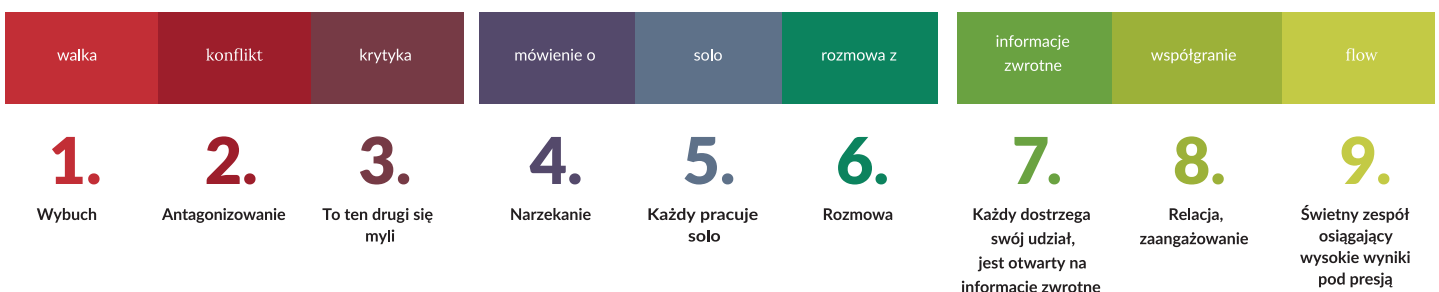 walka
konflikt
krytyka
mówienie o
solo
rozmowa z
informacje
zwrotne
współgranie
flow
1.
Wybuch
2.
Antagonizowanie
3.
To ten drugi się
myli
4.
Narzekanie
5.
Każdy pracuje
solo
6.
Rozmowa
7.
Każdy dostrzega
swój udział,
jest otwarty na
informacje zwrotne
8.
Relacja,
zaangażowanie
9.
Świetny zespół
osiągający
wysokie wyniki
pod presją